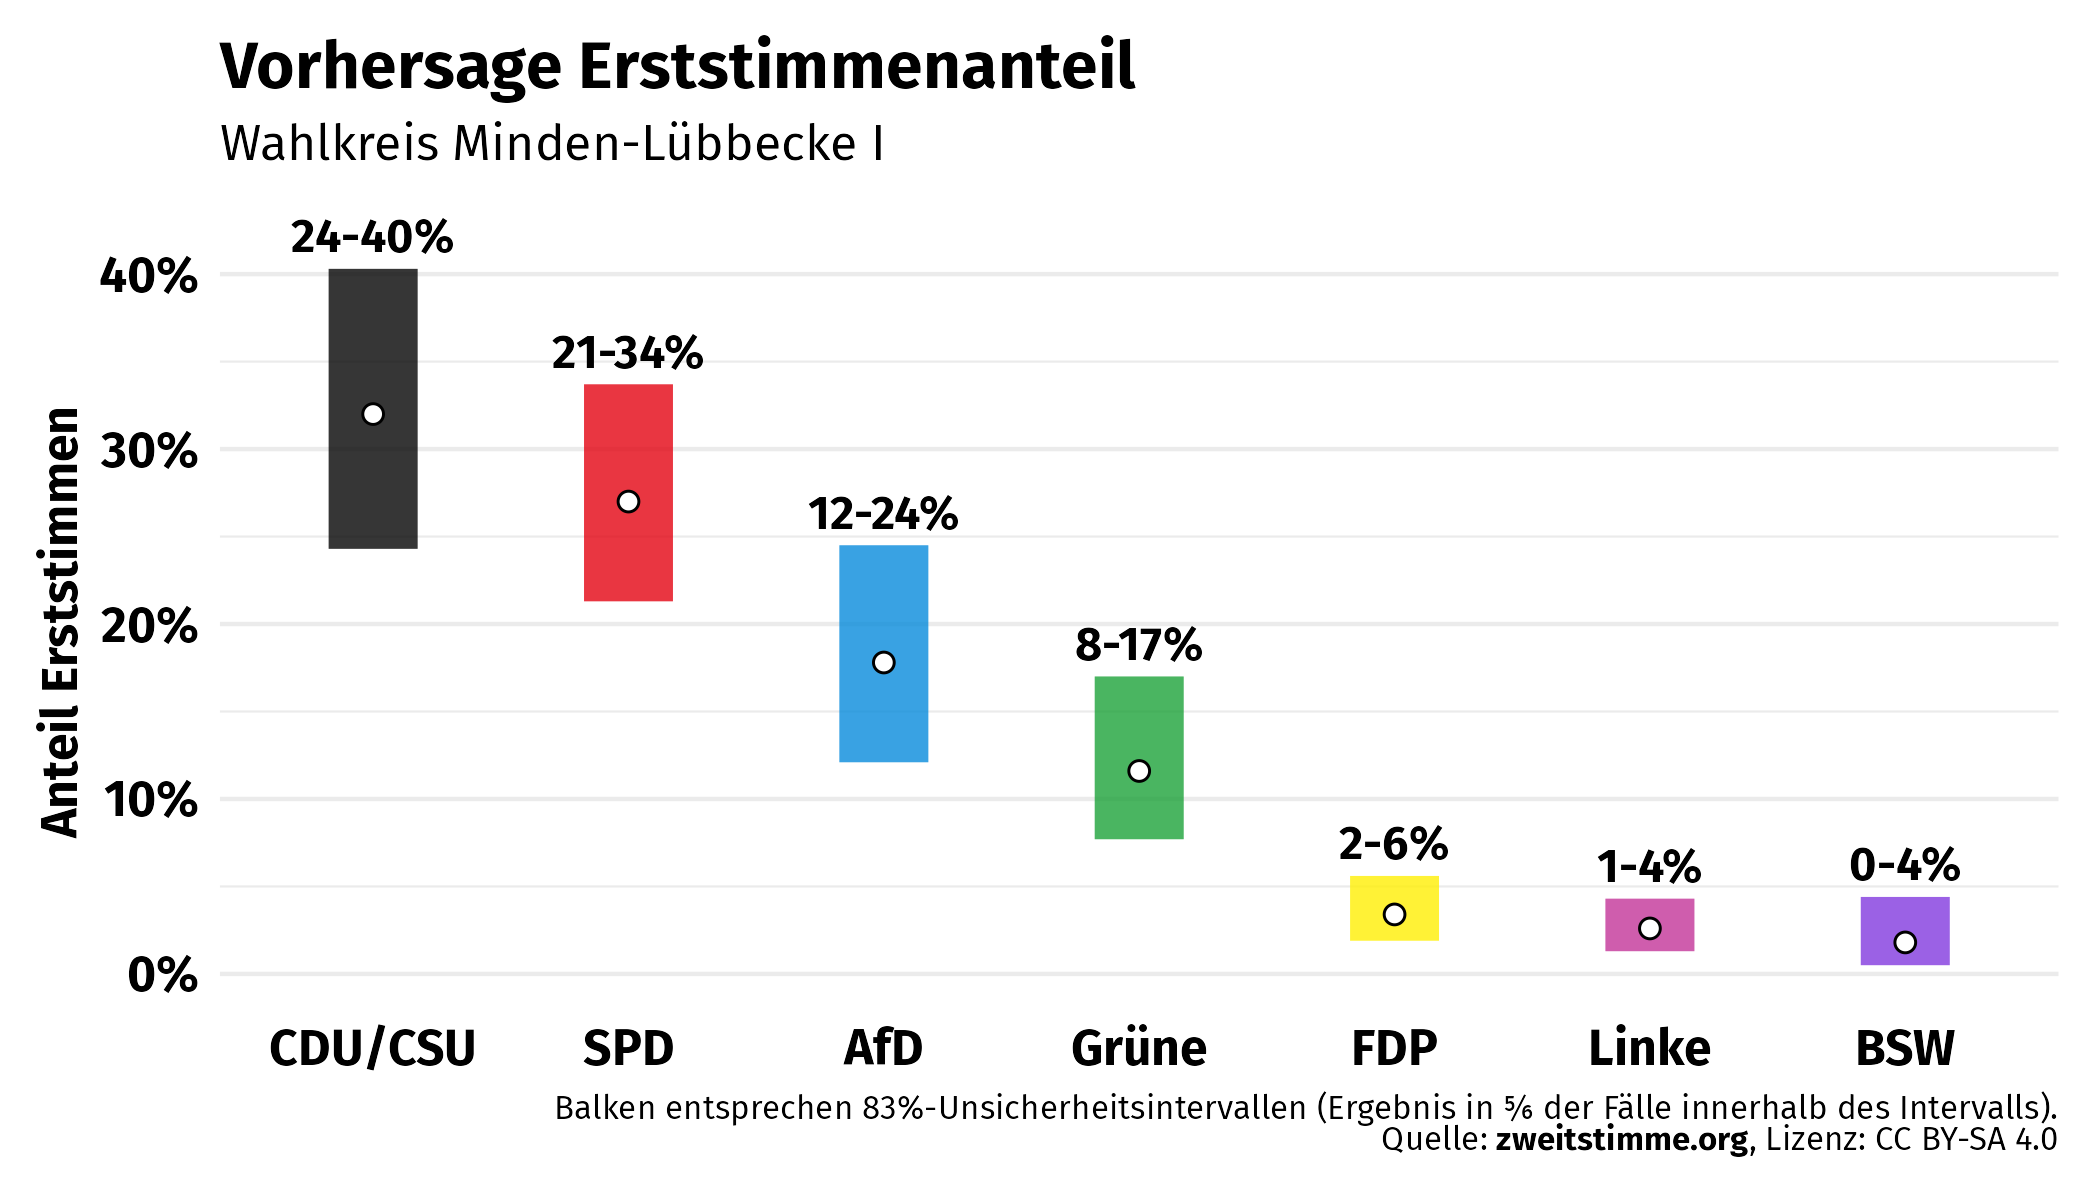 Vorhersage Erststimmenanteil
Wahlkreis Minden-Lübbecke I
Anteil Erststimmen
40%
30%
20%
10%
0%
24-40%
21-34%
12-24%
8-17%
2-6%
1-4%
0-4%
CDU/CSU SPD AfD Grüne FDP Linke BSW
Balken entsprechen 83%-Unsicherheitsintervallen (Ergebnis in ⅚ der Fälle innerhalb des Intervalls).
Quelle: zweitstimme.org, Lizenz: CC BY-SA 4.0